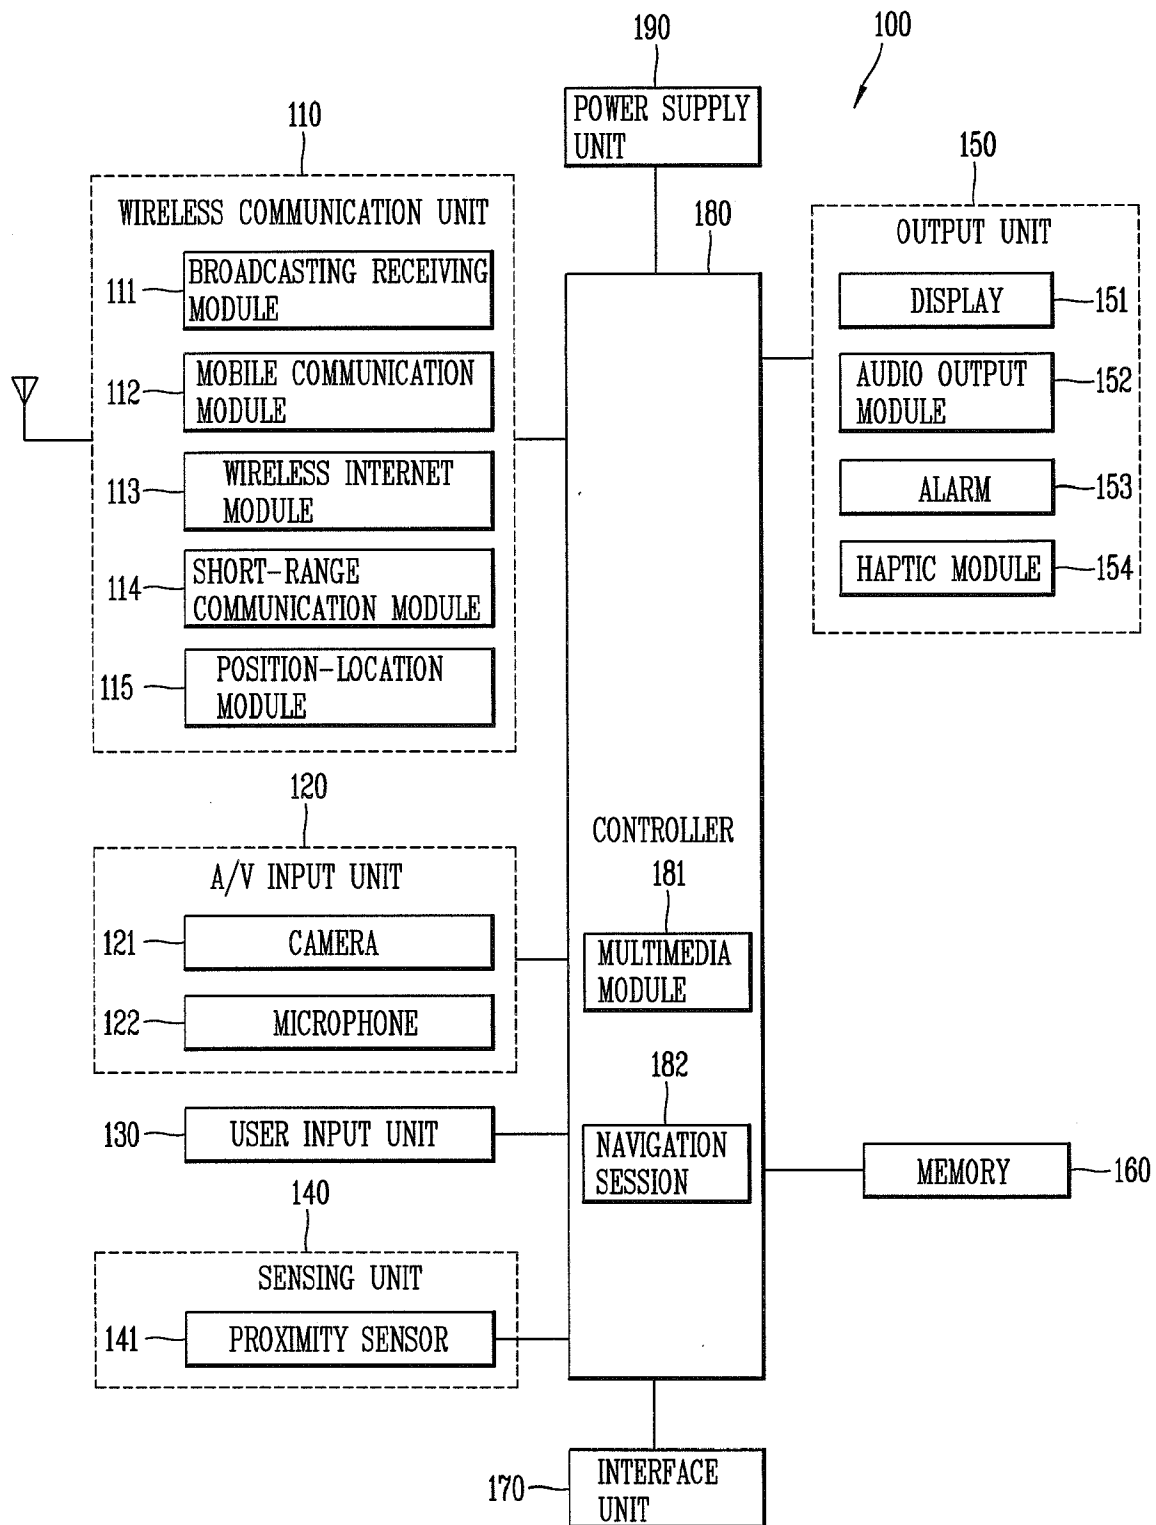 190
100
POWER SUPPLY
UNIT
110
WIRELESS COMMUNICATION UNIT
111
BROADCASTING RECEIVING
MODULE
112
MOBILE COMMUNICATION
MODULE
113
WIRELESS INTERNET
MODULE
114
SHORT-RANGE
COMMUNICATION MODULE
115
POSITION-LOCATION
MODULE
120
A/V INPUT UNIT
121
CAMERA
122
MICROPHONE
130
USER INPUT UNIT
140
SENSING UNIT
141
PROXIMITY SENSOR
180
CONTROLLER
181
MULTIMEDIA
MODULE
182
NAVIGATION
SESSION
150
OUTPUT UNIT
DISPLAY
151
AUDIO OUTPUT
MODULE
152
ALARM
153
HAPTIC MODULE
154
MEMORY
160
170
INTERFACE
UNIT